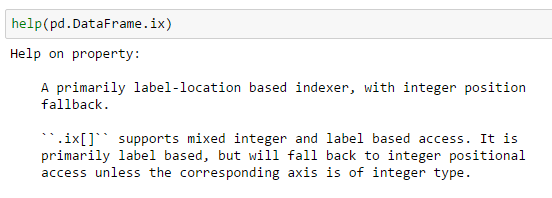 help(pd.DataFrame.ix)
Help on property:
A primarily label-location based indexer, with integer position
fallback.
``.ix[]`` supports mixed integer and label based access. It is
primarily label based, but will fall back to integer positional
access unless the corresponding axis is of integer type.